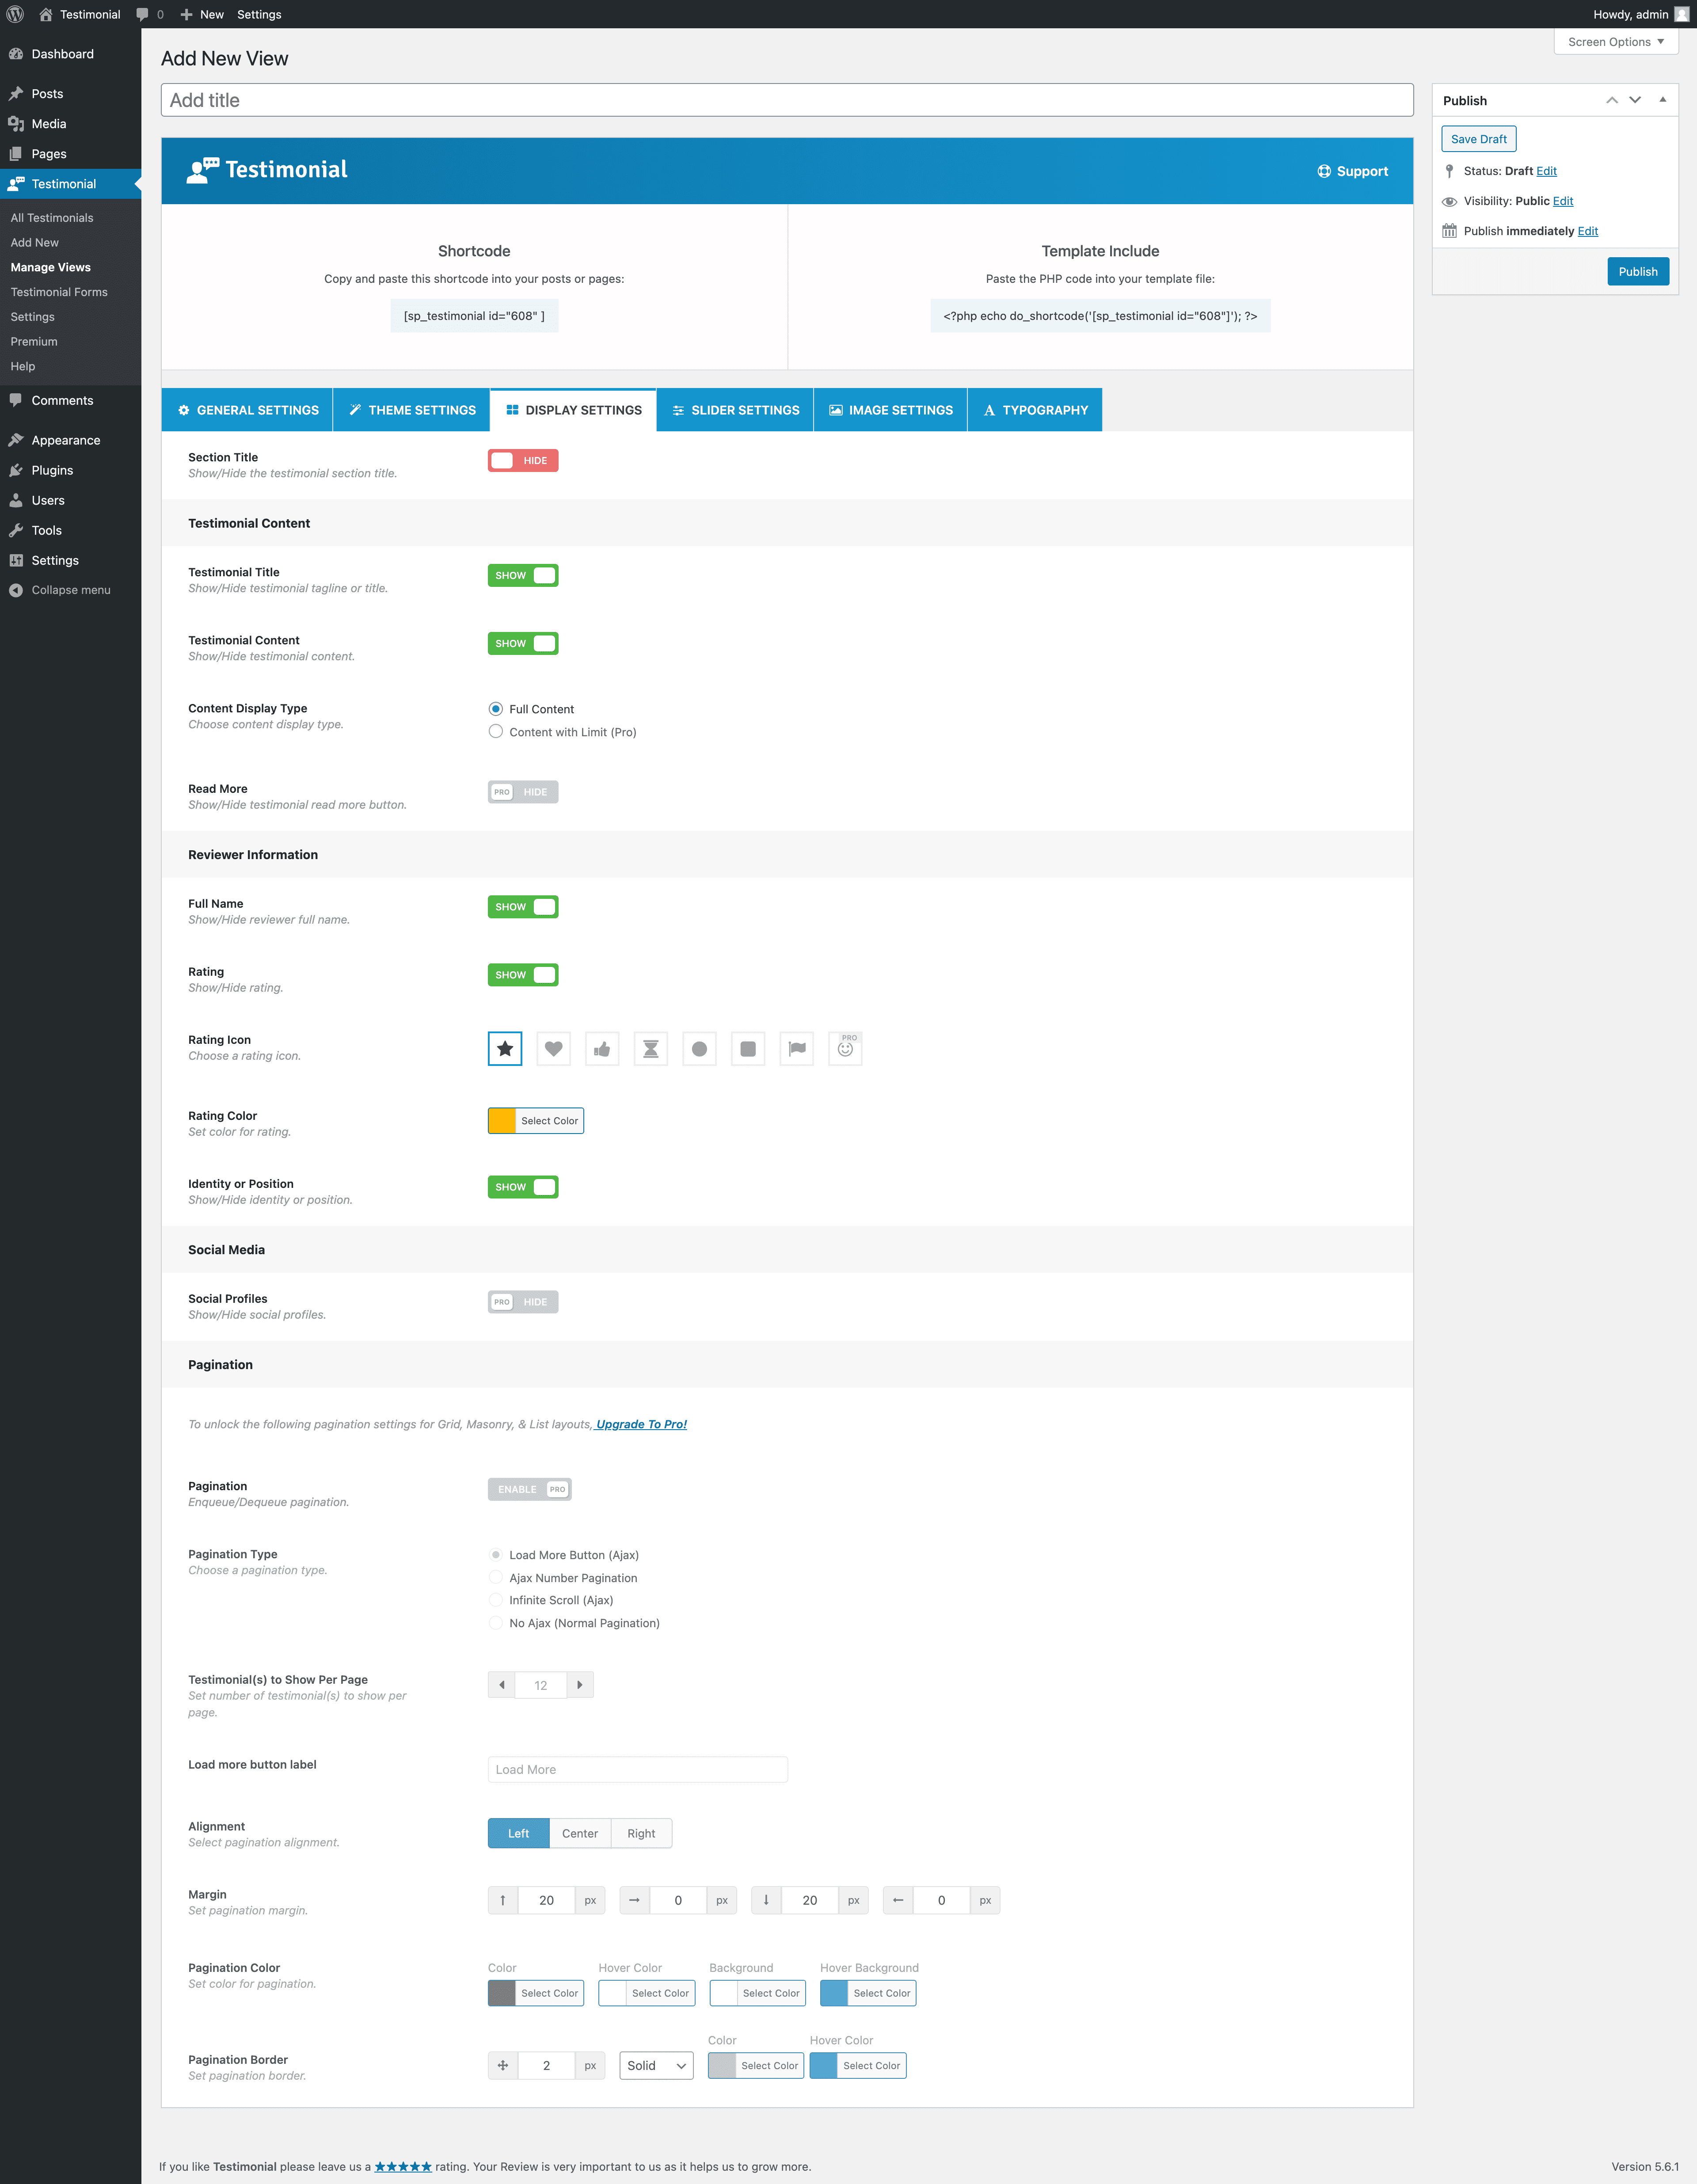 Testimonial
0
New
Settings
Howdy, admin
Dashboard
Posts
Media
Pages
Testimonial
All Testimonials
Add New
Manage Views
Testimonial Forms
Settings
Premium
Help
Comments
Appearance
Plugins
Users
Tools
Settings
Collapse menu
Screen Options
Add New View
Add title
Testimonial
Support
Shortcode
Copy and paste this shortcode into your posts or pages:
[sp_testimonial id="608" ]
Template Include
Paste the PHP code into your template file:
<?php echo do_shortcode('[sp_testimonial id="608"]'); ?>
GENERAL SETTINGS
THEME SETTINGS
DISPLAY SETTINGS
SLIDER SETTINGS
IMAGE SETTINGS
TYPOGRAPHY
Section Title
Show/Hide the testimonial section title.
HIDE
Testimonial Content
Testimonial Title
Show/Hide testimonial tagline or title.
SHOW
Testimonial Content
Show/Hide testimonial content.
SHOW
Content Display Type
Choose content display type.
Full Content
Content with Limit (Pro)
Read More
Show/Hide testimonial read more button.
PRO HIDE
Reviewer Information
Full Name
Show/Hide reviewer full name.
SHOW
Rating
Show/Hide rating.
SHOW
Rating Icon
Choose a rating icon.
PRO
Rating Color
Set color for rating.
Select Color
Identity or Position
Show/Hide identity or position.
SHOW
Social Media
Social Profiles
Show/Hide social profiles.
PRO HIDE
Pagination
To unlock the following pagination settings for Grid, Masonry, & List layouts, Upgrade To Pro!
Pagination
Enqueue/Dequeue pagination.
ENABLE PRO
Pagination Type
Choose a pagination type.
Load More Button (Ajax)
Ajax Number Pagination
Infinite Scroll (Ajax)
No Ajax (Normal Pagination)
Testimonial(s) to Show Per Page
Set number of testimonial(s) to show per
page.
12
Load more button label
Load More
Alignment
Select pagination alignment.
Left
Center
Right
Margin
Set pagination margin.
20 px
0 px
20 px
0 px
Pagination Color
Set color for pagination.
Color
Select Color
Hover Color
Select Color
Background
Select Color
Hover Background
Select Color
Pagination Border
Set pagination border.
2 px
Solid
Color
Select Color
Hover Color
Select Color
Publish
Save Draft
Status: Draft Edit
Visibility: Public Edit
Publish immediately Edit
Publish
If you like Testimonial please leave us a ★★★★★ rating. Your Review is very important to us as it helps us to grow more.
Version 5.6.1